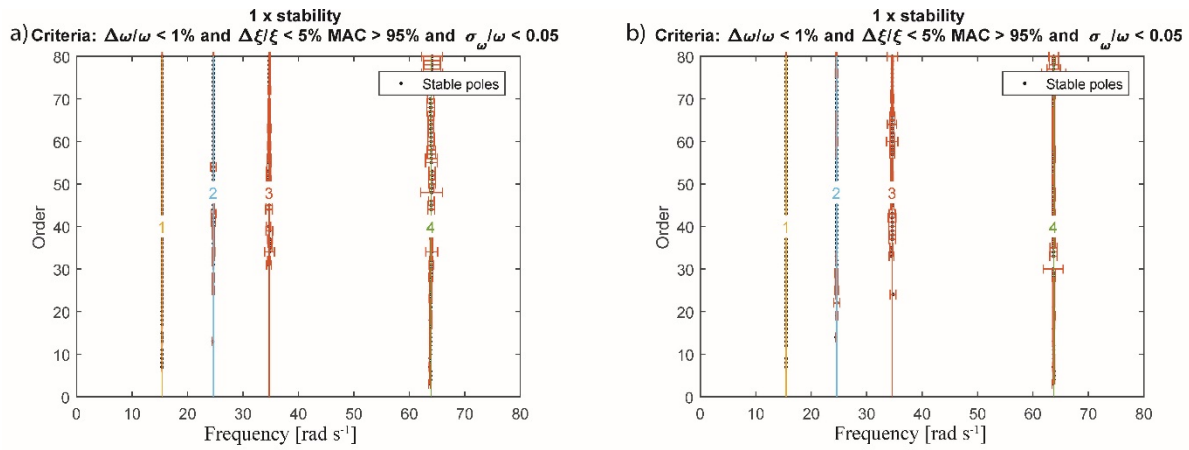 1 x stability
a) Criteria: Δω/ω < 1% and Δξ/ξ < 5% MAC > 95% and σω/ω < 0.05
80
70
60
50
40
30
20
10
0
Order
Stable poles
1
2
3
4
0 10 20 30 40 50 60 70 80
Frequency [rad s⁻¹]
1 x stability
b) Criteria: Δω/ω < 1% and Δξ/ξ < 5% MAC > 95% and σω/ω < 0.05
80
70
60
50
40
30
20
10
0
Order
Stable poles
1
2
3
4
0 10 20 30 40 50 60 70 80
Frequency [rad s⁻¹]